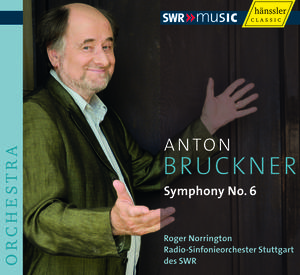 SWR»music
hänssler
CLASSIC
ORCHESTRA
ANTON
BRUCKNER
Symphony No. 6
Roger Norrington
Radio-Sinfonieorchester Stuttgart
des SWR